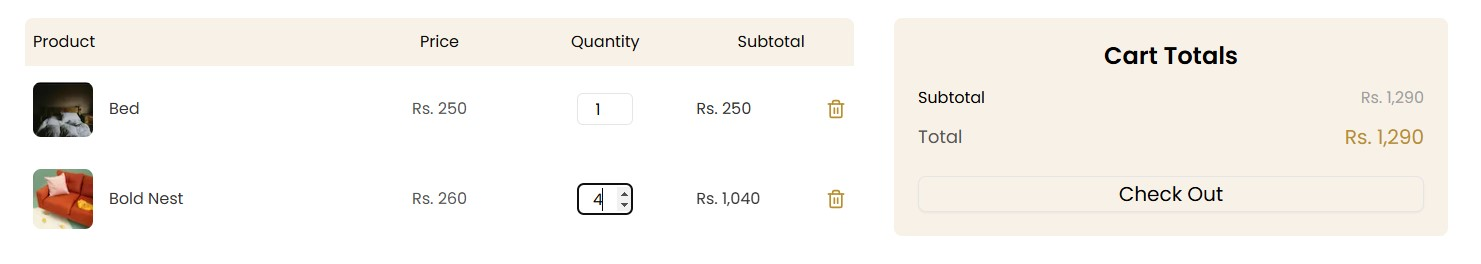 Product Price Quantity Subtotal
Bed Rs. 250 1 Rs. 250
Bold Nest Rs. 260 4 Rs. 1,040
Cart Totals
Subtotal Rs. 1,290
Total Rs. 1,290
Check Out